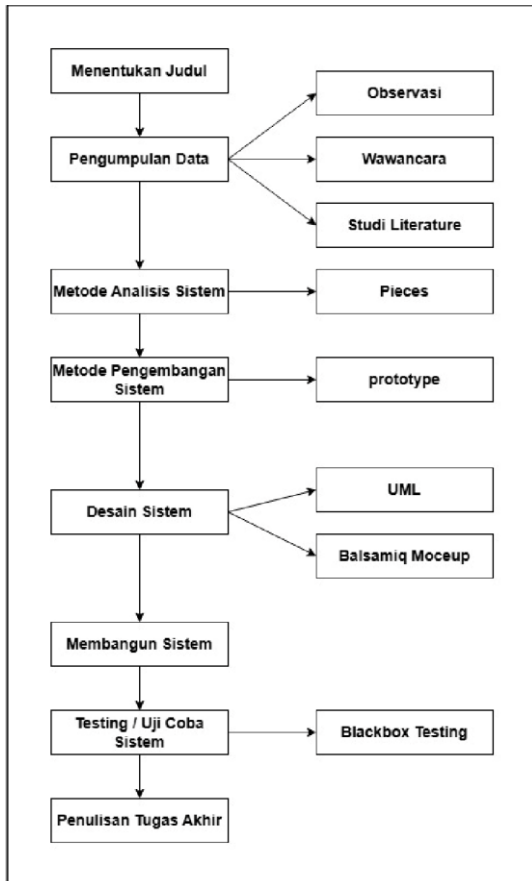 Menentukan Judul
Observasi
Pengumpulan Data
Wawancara
Studi Literature
Metode Analisis Sistem
Pieces
Metode Pengembangan
Sistem
prototype
UML
Desain Sistem
Balsamiq Moceup
Membangun Sistem
Testing / Uji Coba
Sistem
Blackbox Testing
Penulisan Tugas Akhir